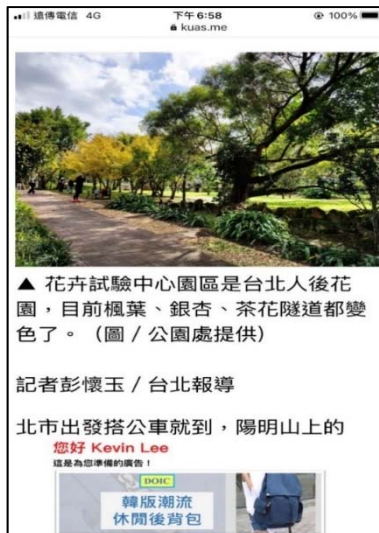 遠傳電信 4G 下午6:58 100%
kuas.me
▲ 花卉試驗中心園區是台北人後花
園，目前楓葉、銀杏、茶花隧道都變
色了。（圖／公園處提供）
記者彭懷玉／台北報導
北市出發搭公車就到，陽明山上的
您好 Kevin Lee
這是為您準備的廣告！
DOIC
韓版潮流
休閒後背包